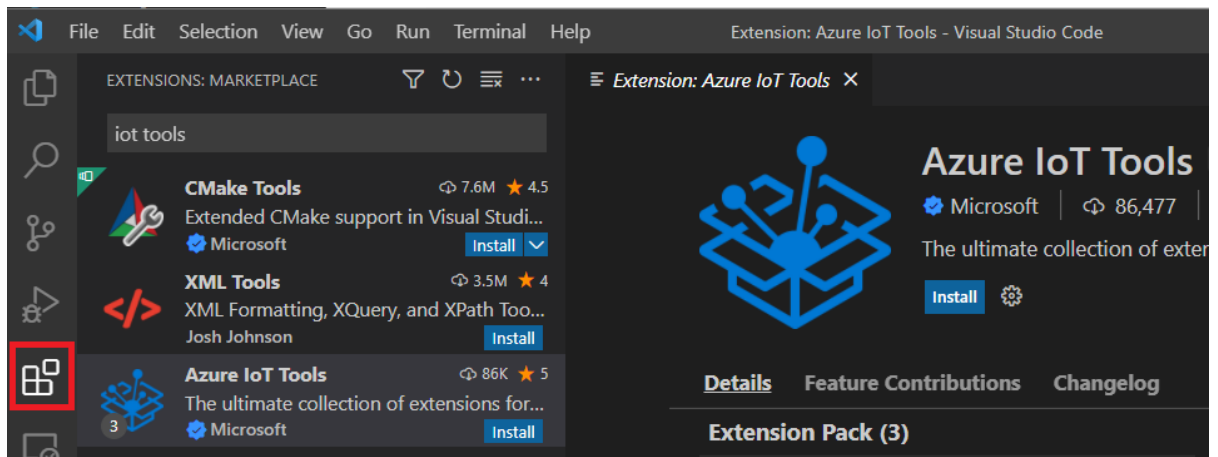 File Edit Selection View Go Run Terminal Help
Extension: Azure IoT Tools - Visual Studio Code
EXTENSIONS: MARKETPLACE
iot tools
CMake Tools 7.6M 4.5
Extended CMake support in Visual Studi...
Microsoft Install
XML Tools 3.5M 4
XML Formatting, XQuery, and XPath Too...
Josh Johnson Install
Azure IoT Tools 86K 5
The ultimate collection of extensions for...
3 Microsoft Install
Extension: Azure IoT Tools
Azure IoT Tools
Microsoft 86,477
The ultimate collection of exter
Install
Details Feature Contributions Changelog
Extension Pack (3)